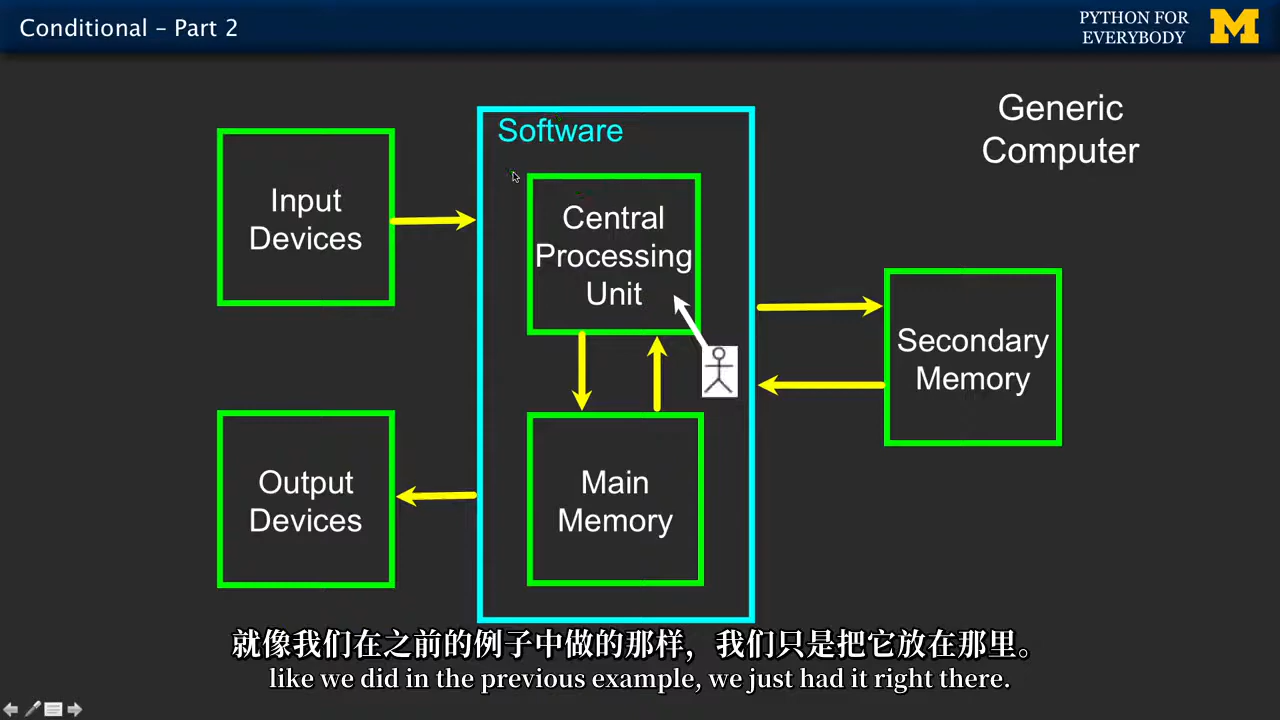 Conditional – Part 2
PYTHON FOR
EVERYBODY
M
Generic
Computer
Software
Input
Devices
Central
Processing
Unit
Secondary
Memory
Output
Devices
Main
Memory
就像我们在之前的例子中做的那样，我们只是把它放在那里。
like we did in the previous example, we just had it right there.